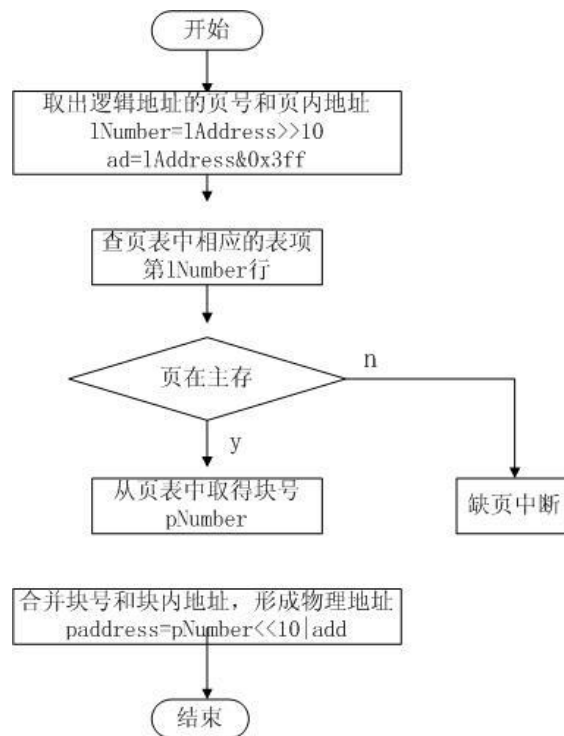 开始
取出逻辑地址的页号和页内地址
lNumber=lAddress>>10
ad=lAddress&0x3ff
查页表中相应的表项
第lNumber行
页在主存
n
y
从页表中取得块号
pNumber
缺页中断
合并块号和块内地址，形成物理地址
paddress=pNumber<<10|add
结束